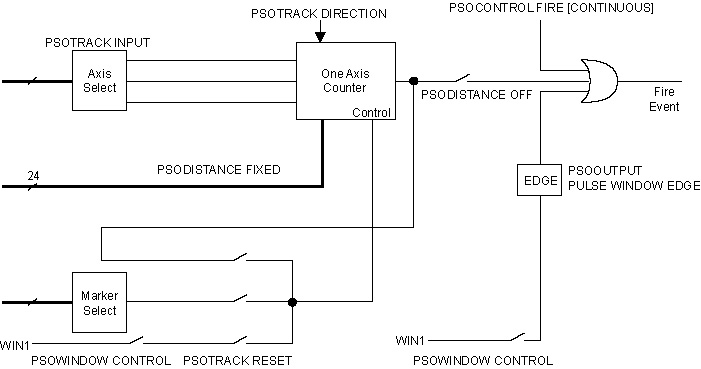 PSOCONTROL FIRE [CONTINUOUS]
PSOTRACK DIRECTION
PSOTRACK INPUT
Axis
Select
One Axis
Counter
Control
PSODISTANCE OFF
Fire
Event
24
PSODISTANCE FIXED
EDGE
PSOOUTPUT
PULSE WINDOW EDGE
Marker
Select
WIN1
PSOWINDOW CONTROL
PSOTRACK RESET
WIN1
PSOWINDOW CONTROL